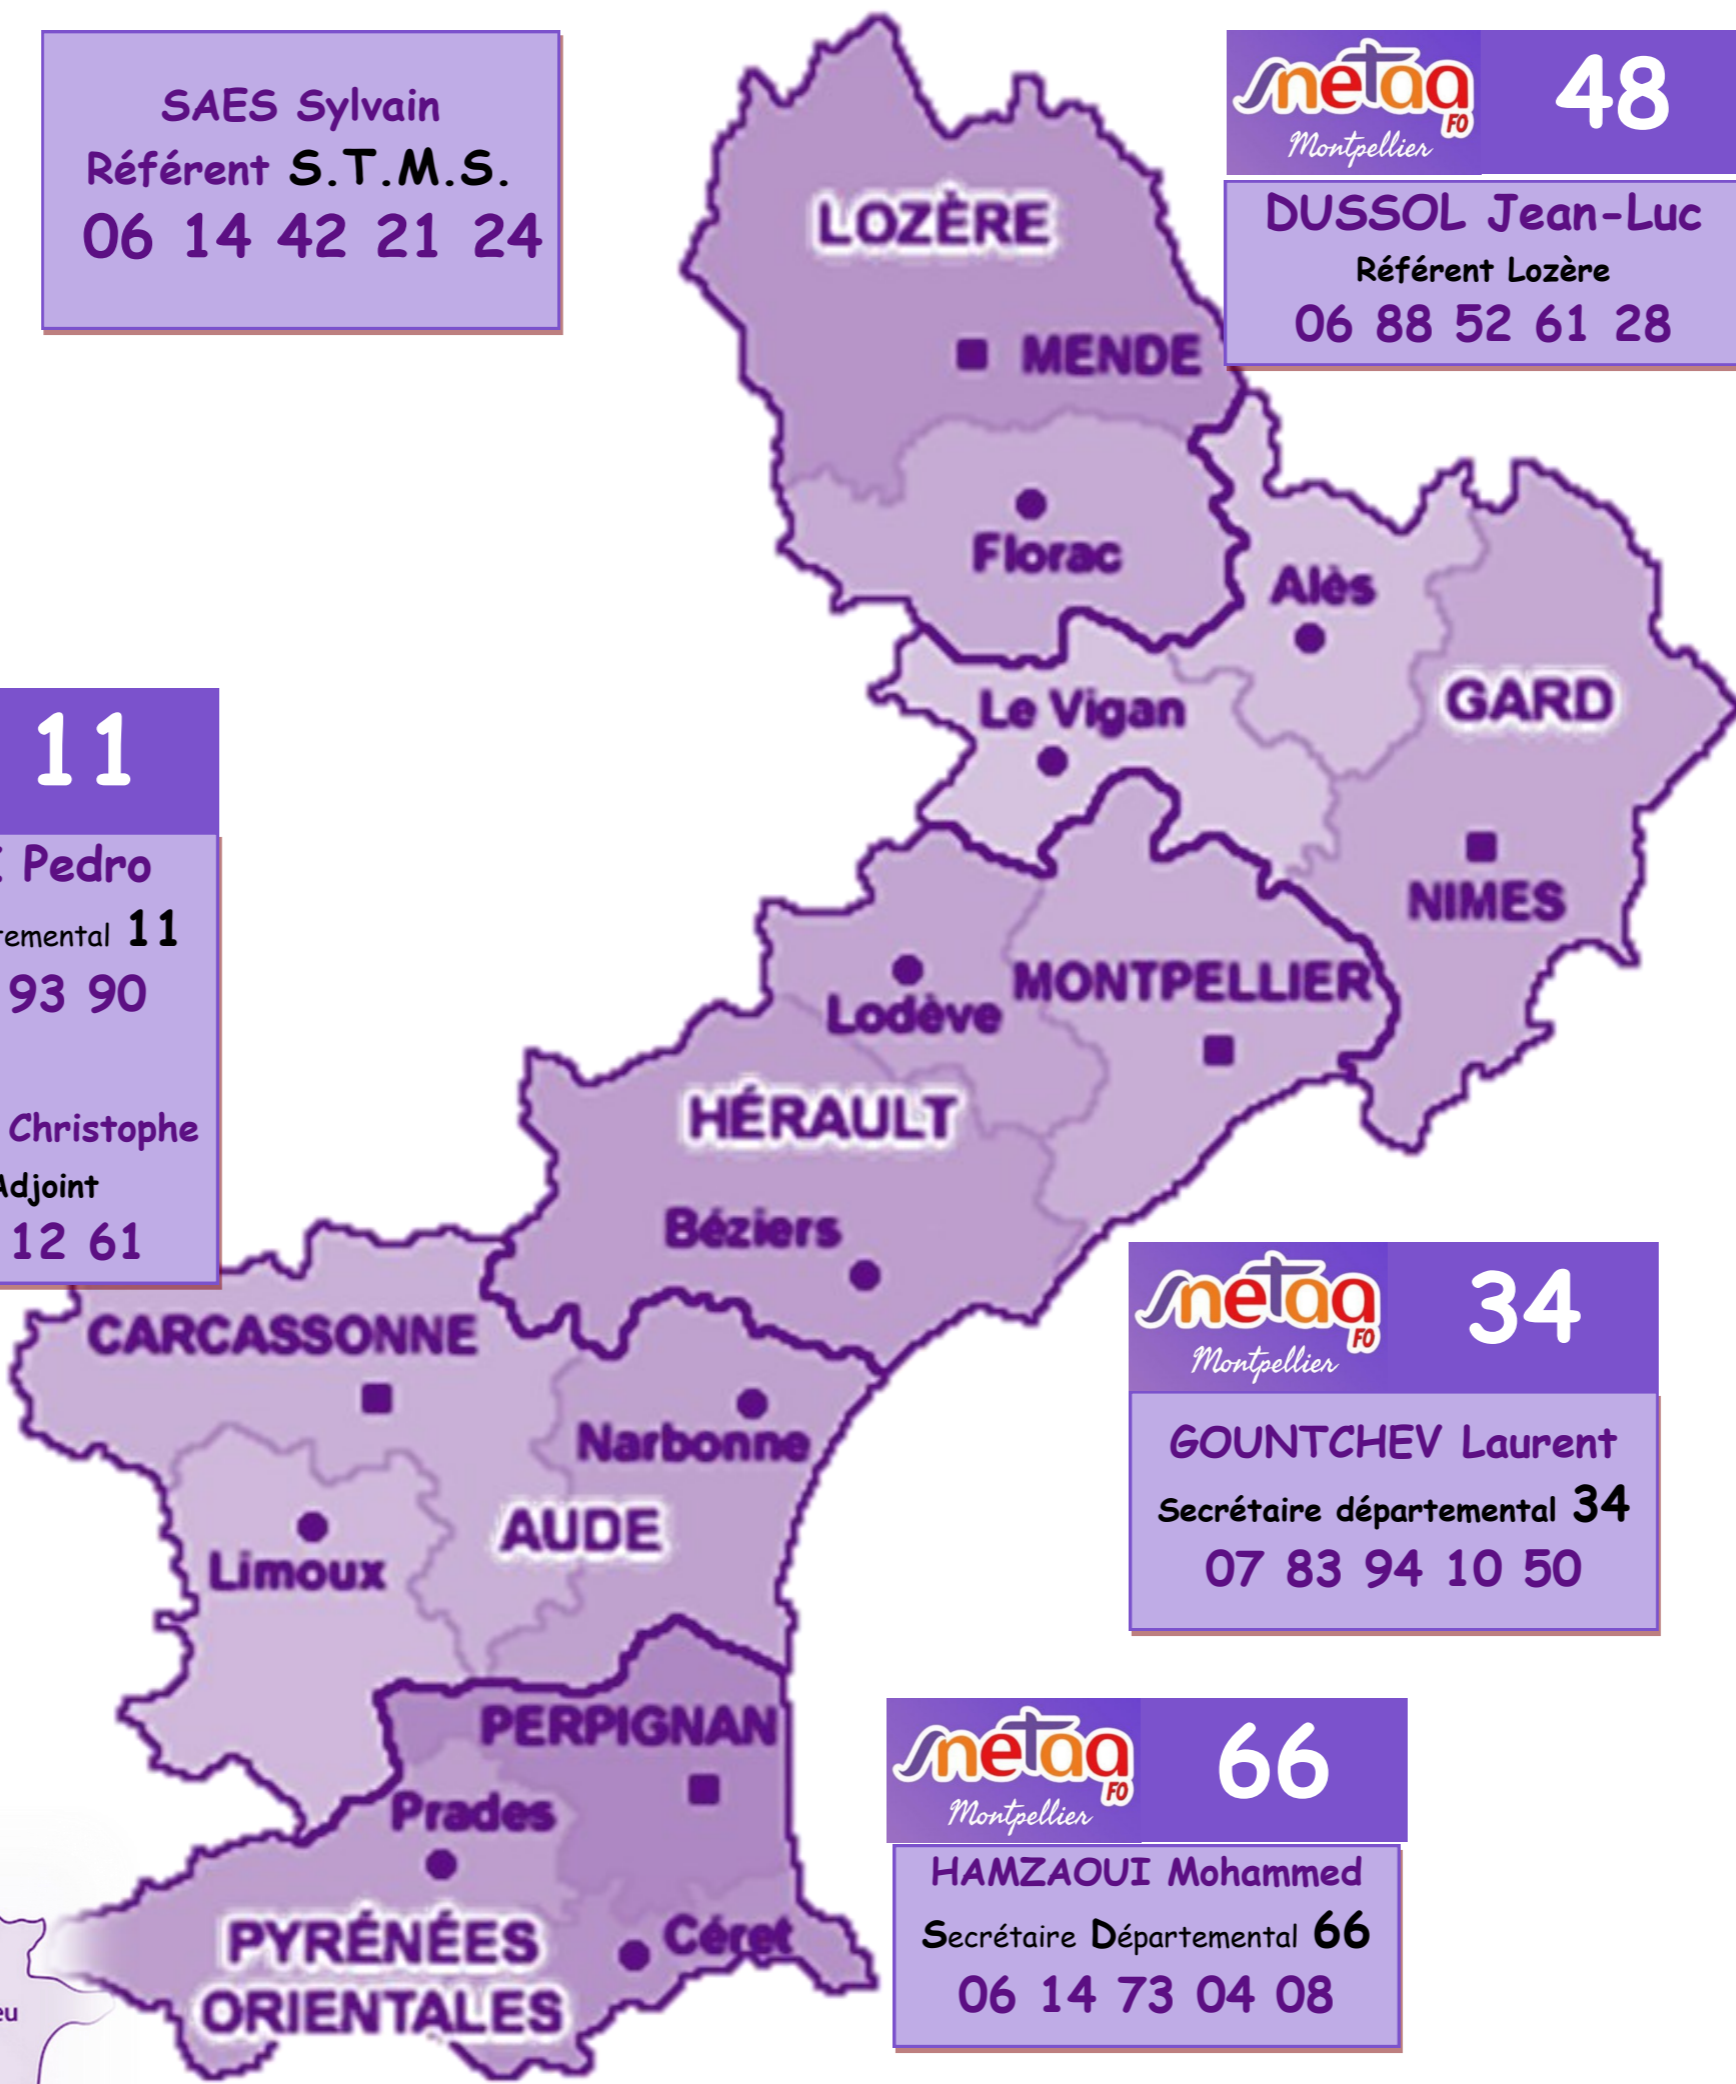 SAES Sylvain
Référent S.T.M.S.
06 14 42 21 24
snetaa
FO
Montpellier
48
DUSSOL Jean-Luc
Référent Lozère
06 88 52 61 28
LOZÈRE
MENDE
Florac
Alès
Le Vigan
GARD
NIMES
11
Pedro
11
93 90
Christophe
Adjoint
12 61
Lodève
MONTPELLIER
HÉRAULT
Béziers
CARCASSONNE
Narbonne
Limoux
AUDE
snetaa
FO
Montpellier
34
GOUNTCHEV Laurent
Secrétaire départemental 34
07 83 94 10 50
PERPIGNAN
Prades
Céret
PYRÉNÉES
ORIENTALES
snetaa
FO
Montpellier
66
HAMZAOUI Mohammed
Secrétaire Départemental 66
06 14 73 04 08